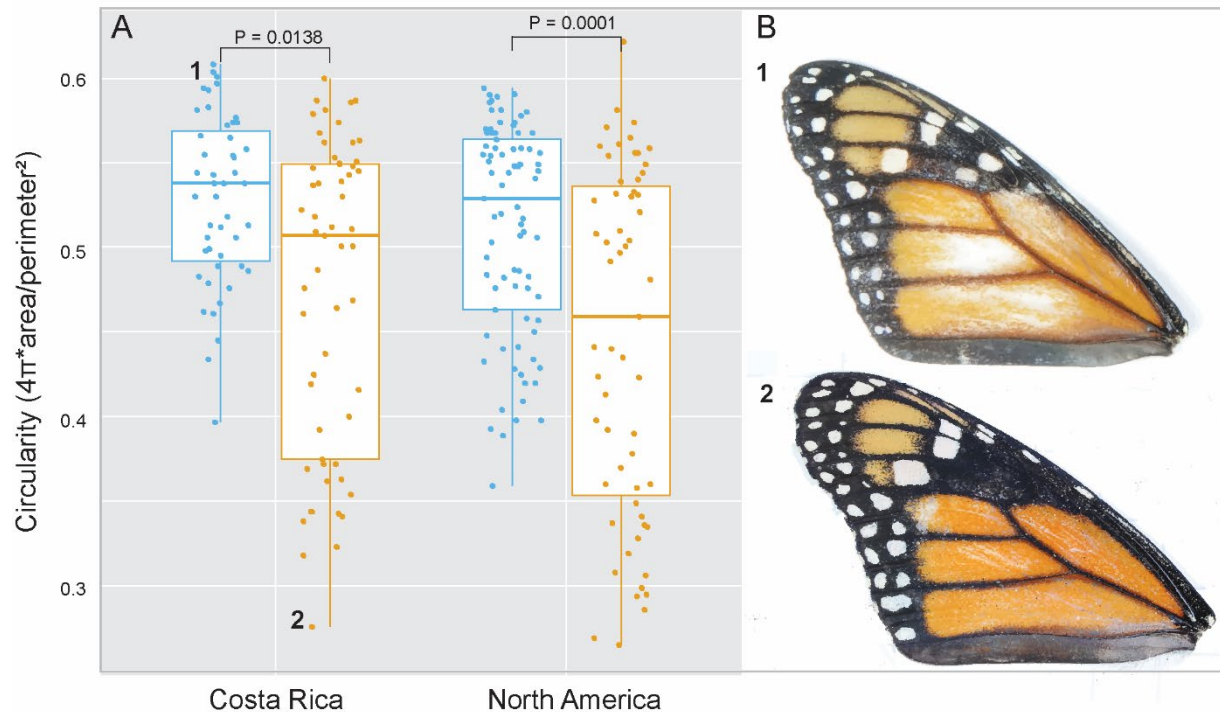 A
P = 0.0138
P = 0.0001
B
1
1
2
2
0.6
0.5
0.4
0.3
Circularity (4π*area/perimeter²)
Costa Rica
North America